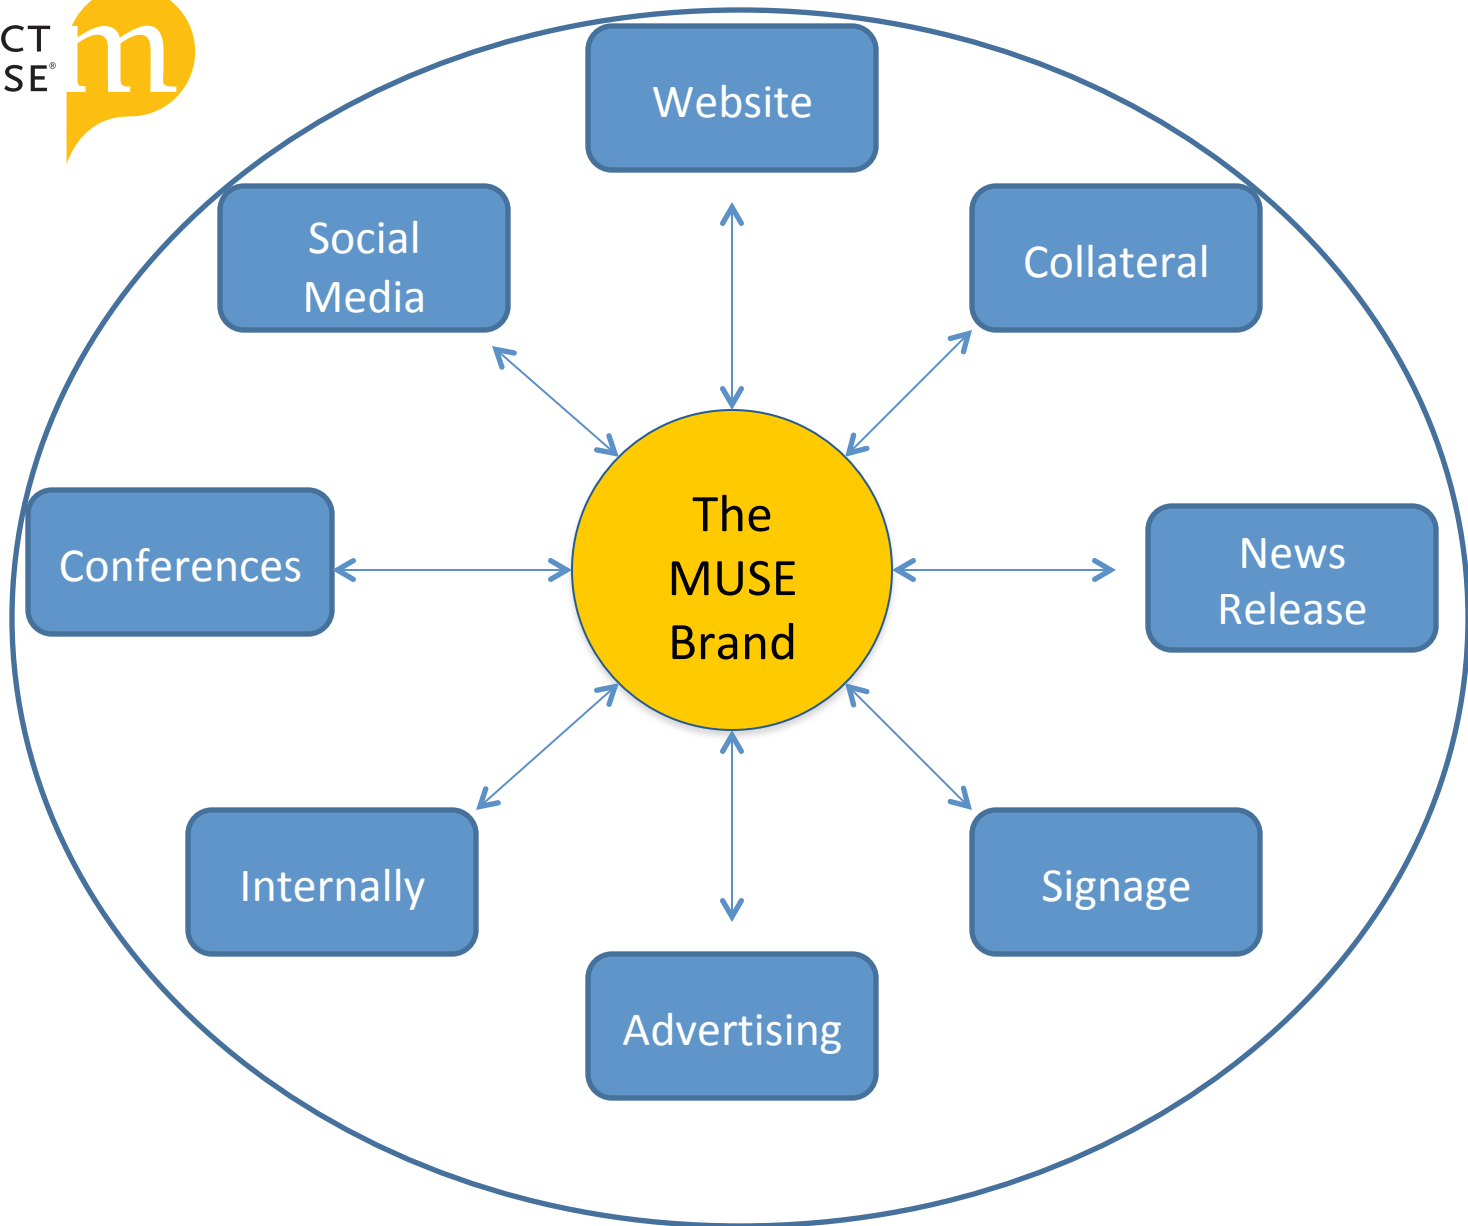 CT
SE®
m
Website
Social
Media
Collateral
The
MUSE
Brand
Conferences
News
Release
Internally
Signage
Advertising